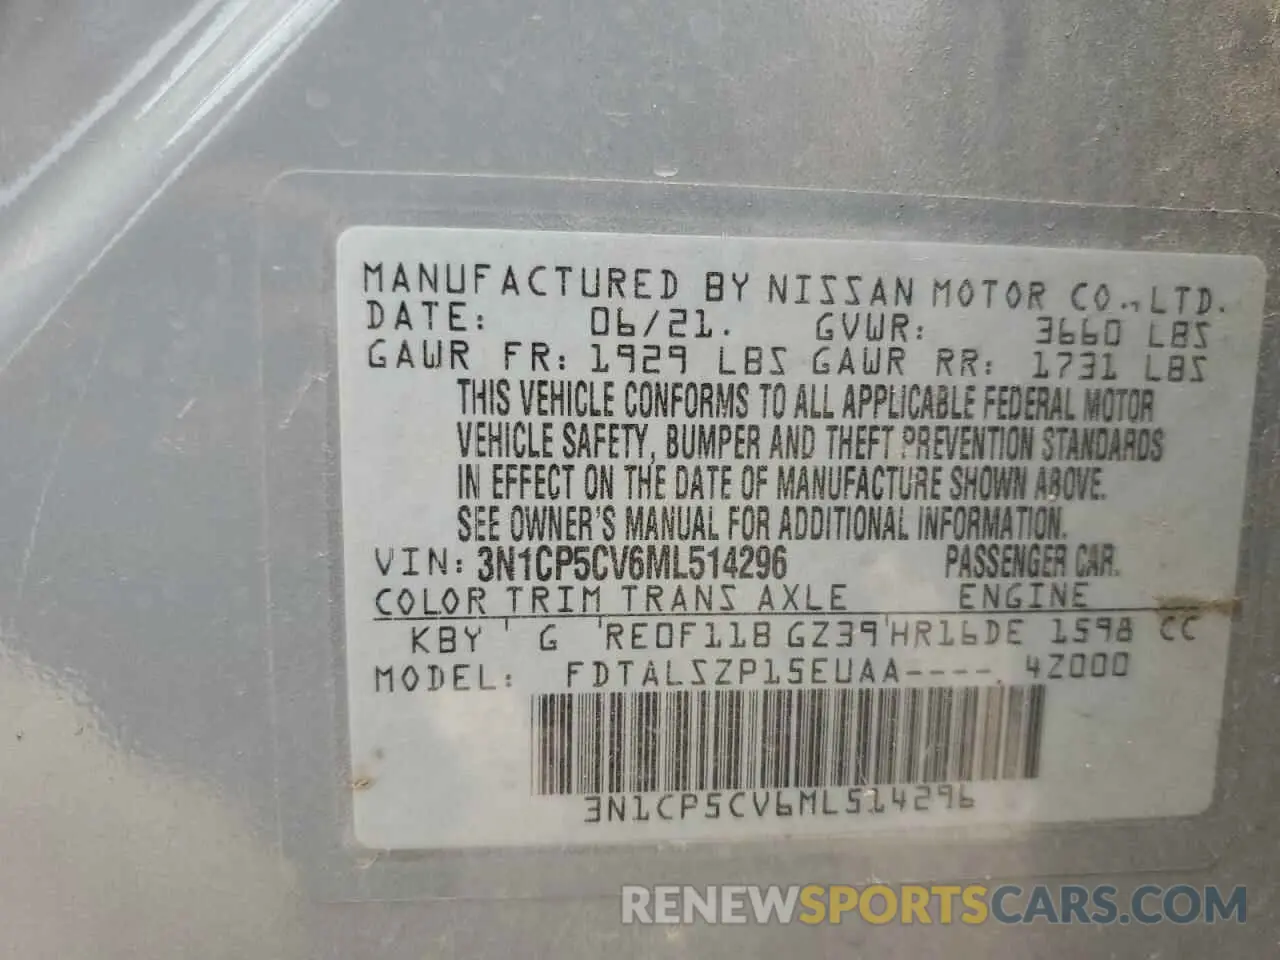 MANUFACTURED BY NISSAN MOTOR CO., LTD.
DATE: 06/21. GVWR: 3660 LBS
GAWR FR: 1929 LBS GAWR RR: 1731 LBS
THIS VEHICLE CONFORMS TO ALL APPLICABLE FEDERAL MOTOR
VEHICLE SAFETY, BUMPER AND THEFT PREVENTION STANDARDS
IN EFFECT ON THE DATE OF MANUFACTURE SHOWN ABOVE.
SEE OWNER'S MANUAL FOR ADDITIONAL INFORMATION.
VIN: 3N1CP5CV6ML514296 PASSENGER CAR.
COLOR TRIM TRANS AXLE ENGINE
KBY ' G 'RE0F11B GZ39'HR16DE 1598 CC
MODEL: FDTALSZP15EUAA----. 4Z000
3N1CP5CV6ML514296
RENEWSPORTSCARS.COM